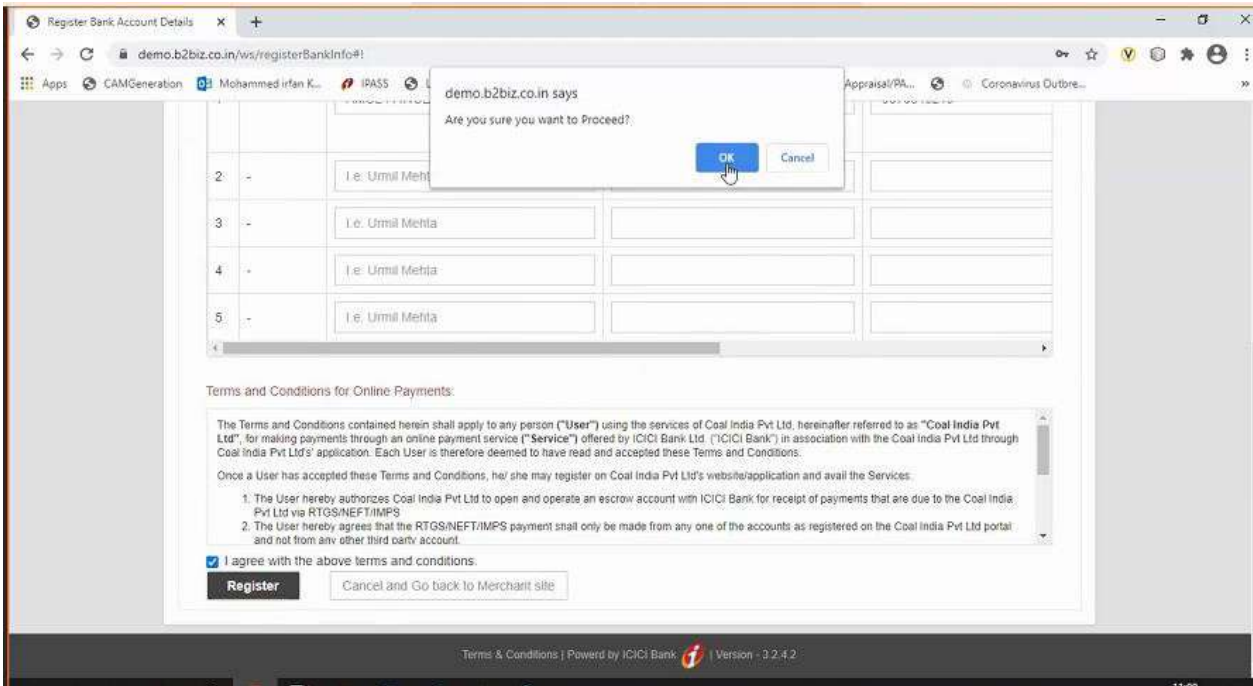 Register Bank Account Details
demo.b2biz.co.in/ws/registerBankInfo#!
Apps CAMGeneration Mohammed irfan K... IPASS Appraisal/PA... Coronavirus Outbre...
demo.b2biz.co.in says
Are you sure you want to Proceed?
OK Cancel
2 - I.e. Urmil Meht
3 - I.e. Urmil Mehta
4 - I.e. Urmil Mehta
5 - I.e. Urmil Mehta
Terms and Conditions for Online Payments:
The Terms and Conditions contained herein shall apply to any person ("User") using the services of Coal India Pvt Ltd, hereinafter referred to as "Coal India Pvt
Ltd", for making payments through an online payment service ("Service") offered by ICICI Bank Ltd. ("ICICI Bank") in association with the Coal India Pvt Ltd through
Coal India Pvt Ltd's' application. Each User is therefore deemed to have read and accepted these Terms and Conditions.
Once a User has accepted these Terms and Conditions, he/ she may register on Coal India Pvt Ltd's website/application and avail the Services.
1. The User hereby authorizes Coal India Pvt Ltd to open and operate an escrow account with ICICI Bank for receipt of payments that are due to the Coal India
Pvt Ltd via RTGS/NEFT/IMPS
2. The User hereby agrees that the RTGS/NEFT/IMPS payment shall only be made from any one of the accounts as registered on the Coal India Pvt Ltd portal
and not from any other third party account.
I agree with the above terms and conditions.
Register Cancel and Go back to Merchant site
Terms & Conditions | Powerd by ICICI Bank | Version - 3.2.4.2